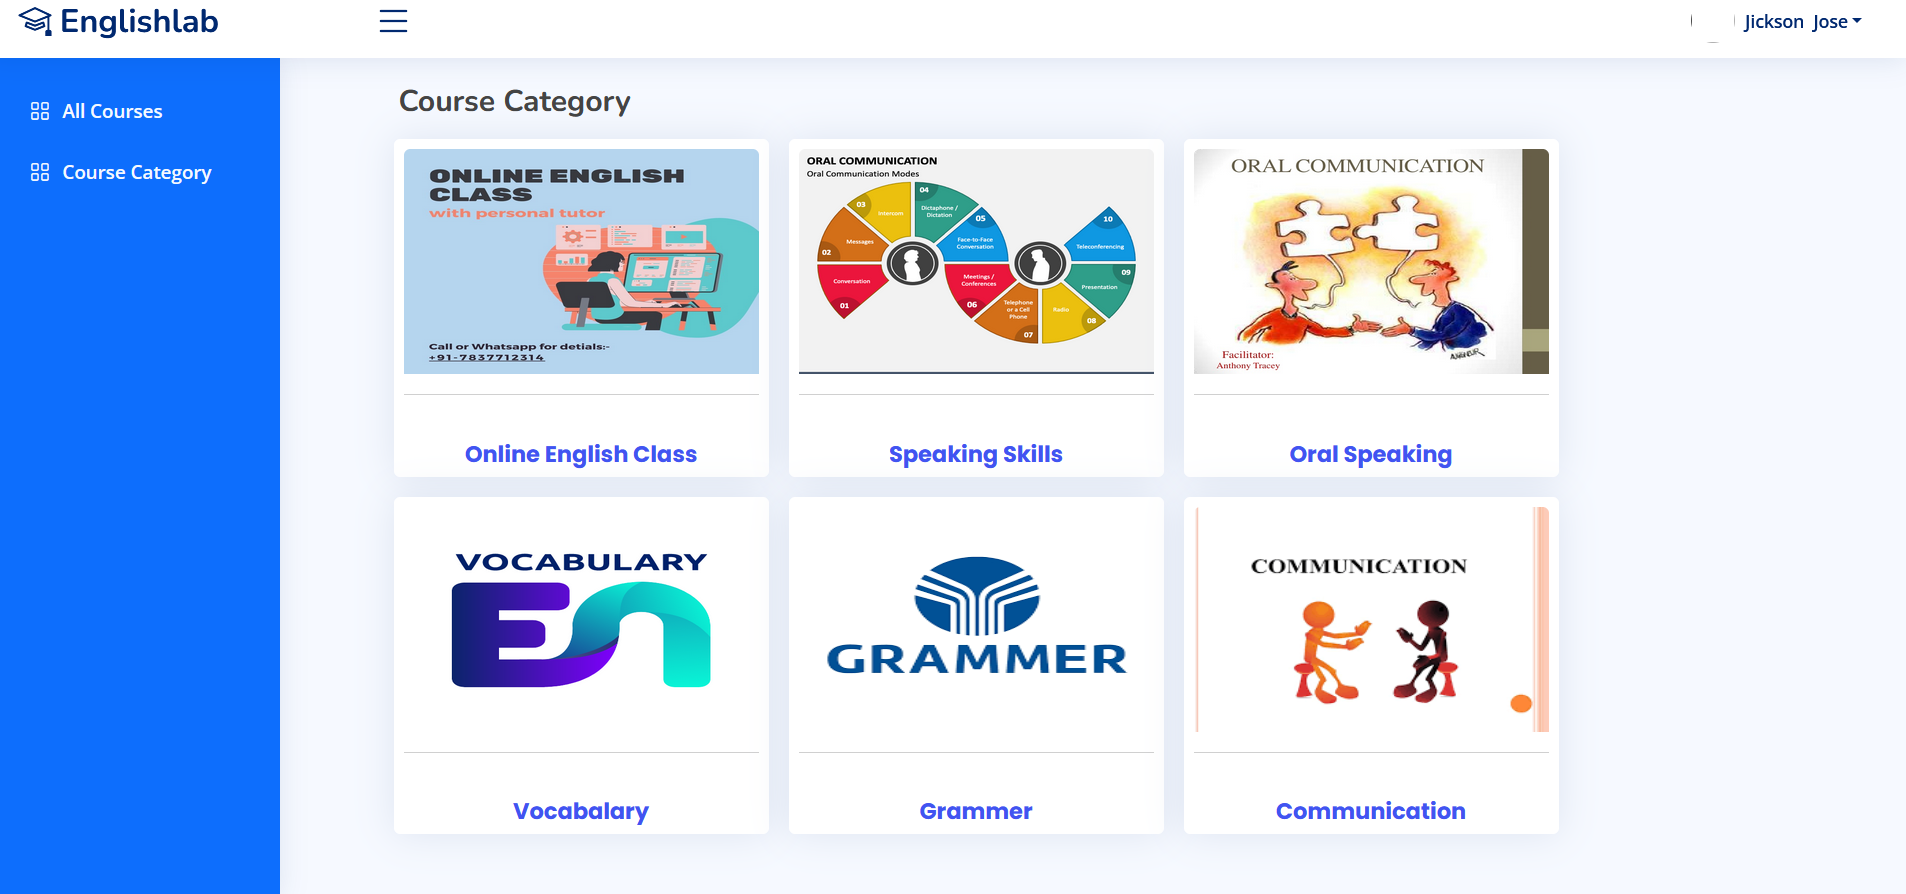 Englishlab
Jickson Jose
All Courses
Course Category
Course Category
ONLINE ENGLISH
CLASS
with personal tutor
Call or Whatsapp for detials:-
+91-7837712314
Online English Class
ORAL COMMUNICATION
Oral Communication Modes
01
Conversation
02
Messages
03
Intercom
04
Dictaphone /
Dictation
05
Face-to-Face
Conversation
06
Meetings /
Conferences
07
Telephone
or a Cell
Phone
08
Radio
09
Presentation
10
Teleconferencing
Speaking Skills
ORAL COMMUNICATION
Facilitator:
Anthony Tracey
Oral Speaking
VOCABULARY
En
Vocabalary
GRAMMER
Grammer
COMMUNICATION
Communication